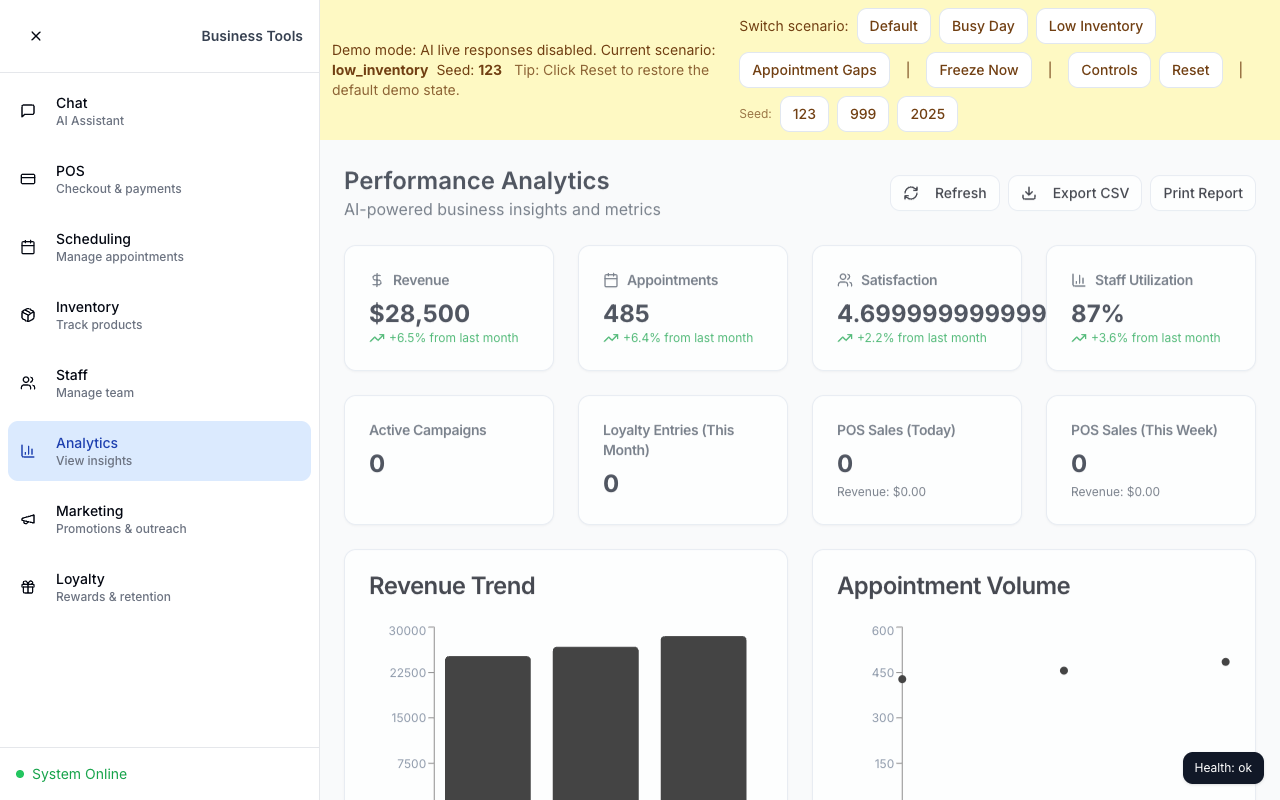 Business Tools
Chat
AI Assistant
POS
Checkout & payments
Scheduling
Manage appointments
Inventory
Track products
Staff
Manage team
Analytics
View insights
Marketing
Promotions & outreach
Loyalty
Rewards & retention
System Online
Demo mode: AI live responses disabled. Current scenario:
low_inventory Seed: 123 Tip: Click Reset to restore the
default demo state.
Switch scenario: Default Busy Day Low Inventory
Appointment Gaps | Freeze Now | Controls Reset |
Seed: 123 999 2025
Performance Analytics
AI-powered business insights and metrics
Refresh Export CSV Print Report
Revenue
$28,500
+6.5% from last month
Appointments
485
+6.4% from last month
Satisfaction
4.699999999999
+2.2% from last month
Staff Utilization
87%
+3.6% from last month
Active Campaigns
0
Loyalty Entries (This
Month)
0
POS Sales (Today)
0
Revenue: $0.00
POS Sales (This Week)
0
Revenue: $0.00
Revenue Trend
30000
22500
15000
7500
Appointment Volume
600
450
300
150
Health: ok